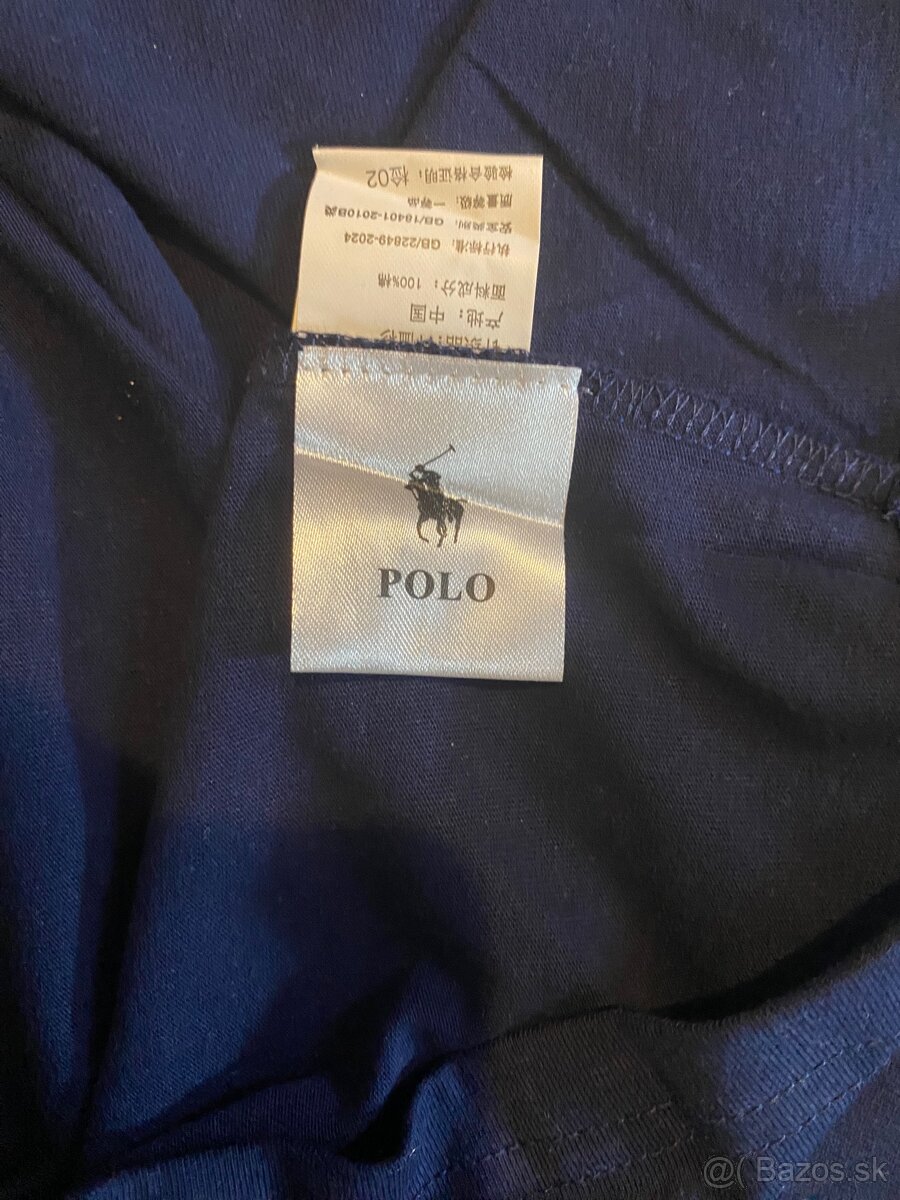 产地：中国
面料成分：100%棉
执行标准：GB/22849-2024
安全类别：GB/18401-2010B类
质量等级：一等品
检验合格证明：检02
POLO
@( Bazos.sk